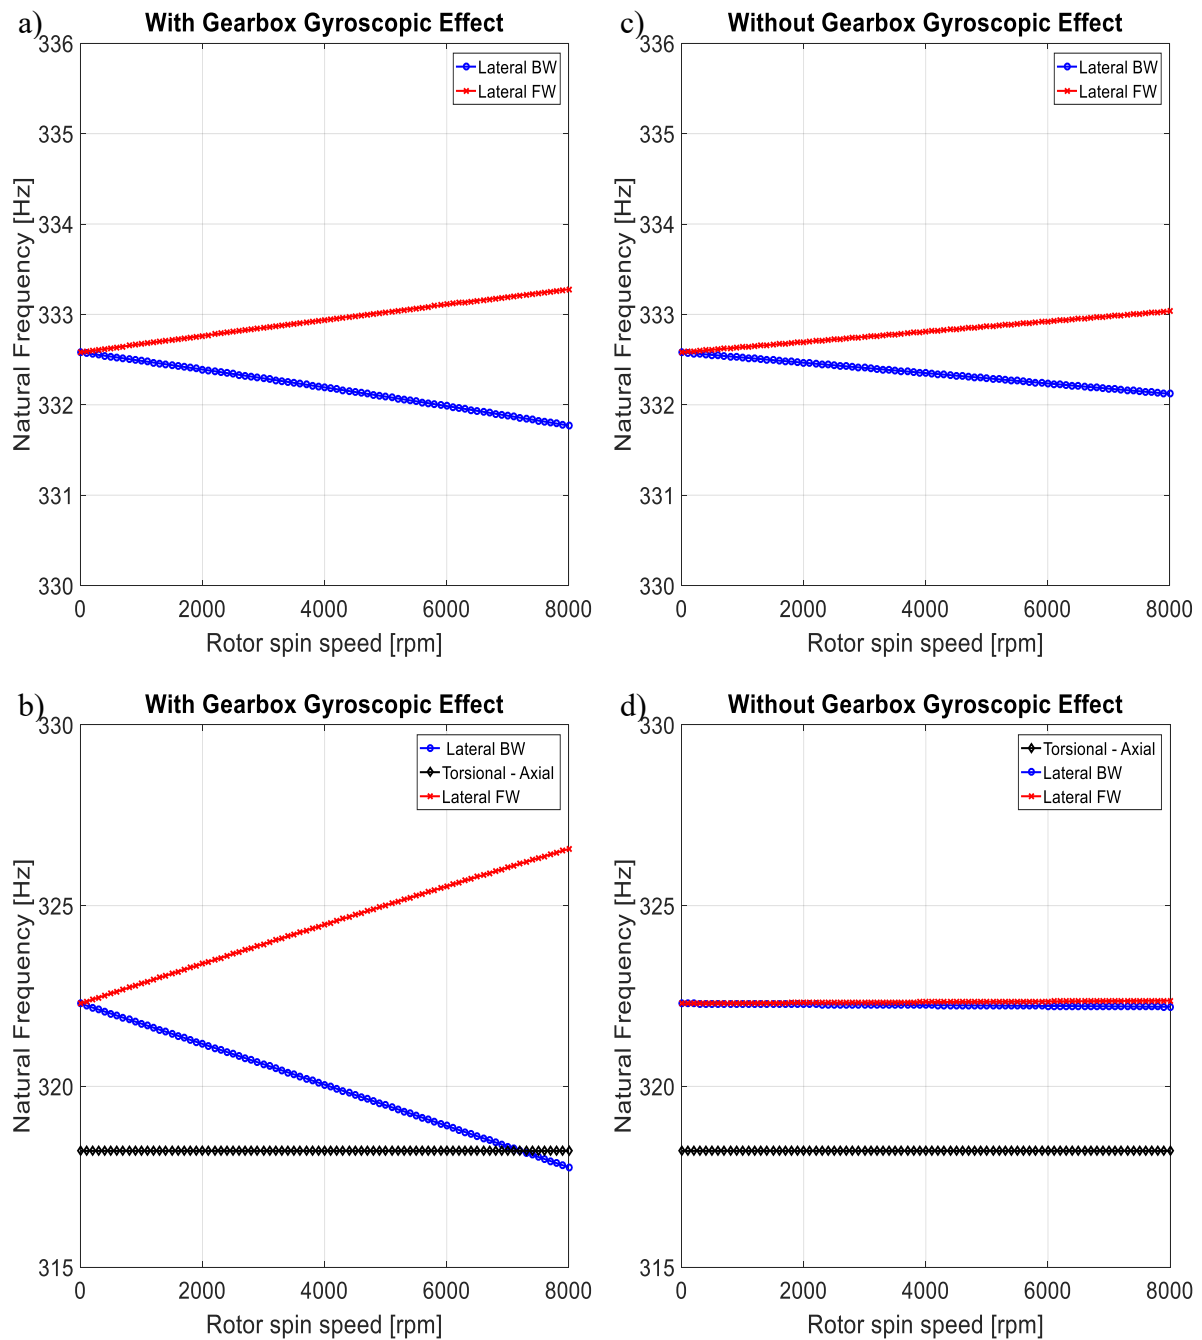 a)
With Gearbox Gyroscopic Effect
336
335
334
333
332
331
330
Natural Frequency [Hz]
Lateral BW
Lateral FW
0 2000 4000 6000 8000
Rotor spin speed [rpm]
c)
Without Gearbox Gyroscopic Effect
336
335
334
333
332
331
330
Natural Frequency [Hz]
Lateral BW
Lateral FW
0 2000 4000 6000 8000
Rotor spin speed [rpm]
b)
With Gearbox Gyroscopic Effect
330
325
320
315
Natural Frequency [Hz]
Lateral BW
Torsional - Axial
Lateral FW
0 2000 4000 6000 8000
Rotor spin speed [rpm]
d)
Without Gearbox Gyroscopic Effect
330
325
320
315
Natural Frequency [Hz]
Torsional - Axial
Lateral BW
Lateral FW
0 2000 4000 6000 8000
Rotor spin speed [rpm]